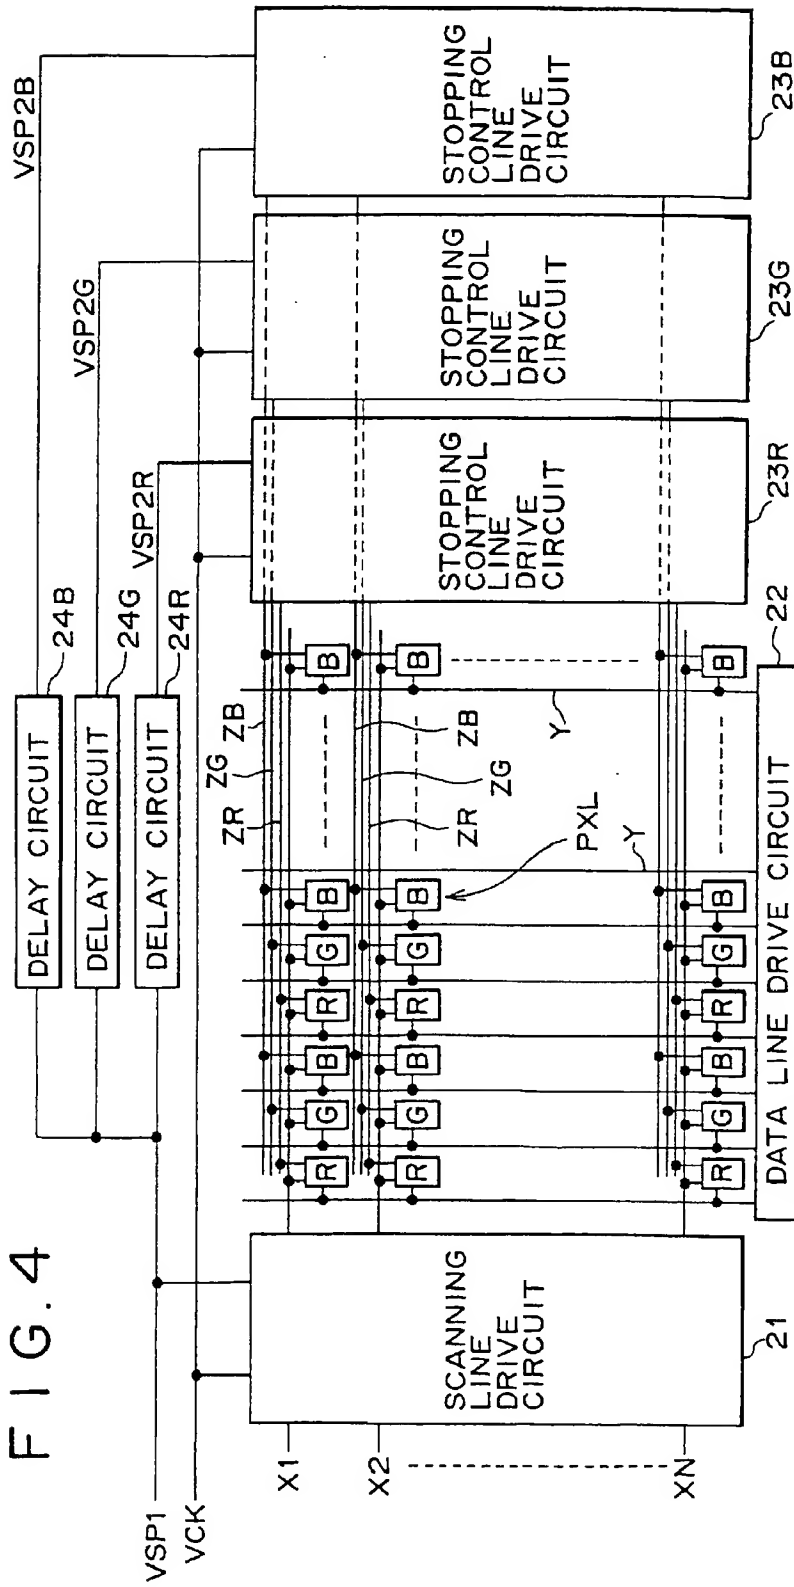 FIG. 4
VSP1
VCK
DELAY CIRCUIT
24B
VSP2B
DELAY CIRCUIT
24G
VSP2G
DELAY CIRCUIT
24R
VSP2R
ZR
ZG
ZB
X1
X2
XN
SCANNING
LINE
DRIVE
CIRCUIT
21
R
G
B
R
G
B
B
R
G
B
R
G
B
B
ZR
ZG
ZB
PXL
Y
Y
R
G
B
R
G
B
B
DATA LINE DRIVE CIRCUIT
22
STOPPING
CONTROL
LINE
DRIVE
CIRCUIT
23R
STOPPING
CONTROL
LINE
DRIVE
CIRCUIT
23G
STOPPING
CONTROL
LINE
DRIVE
CIRCUIT
23B